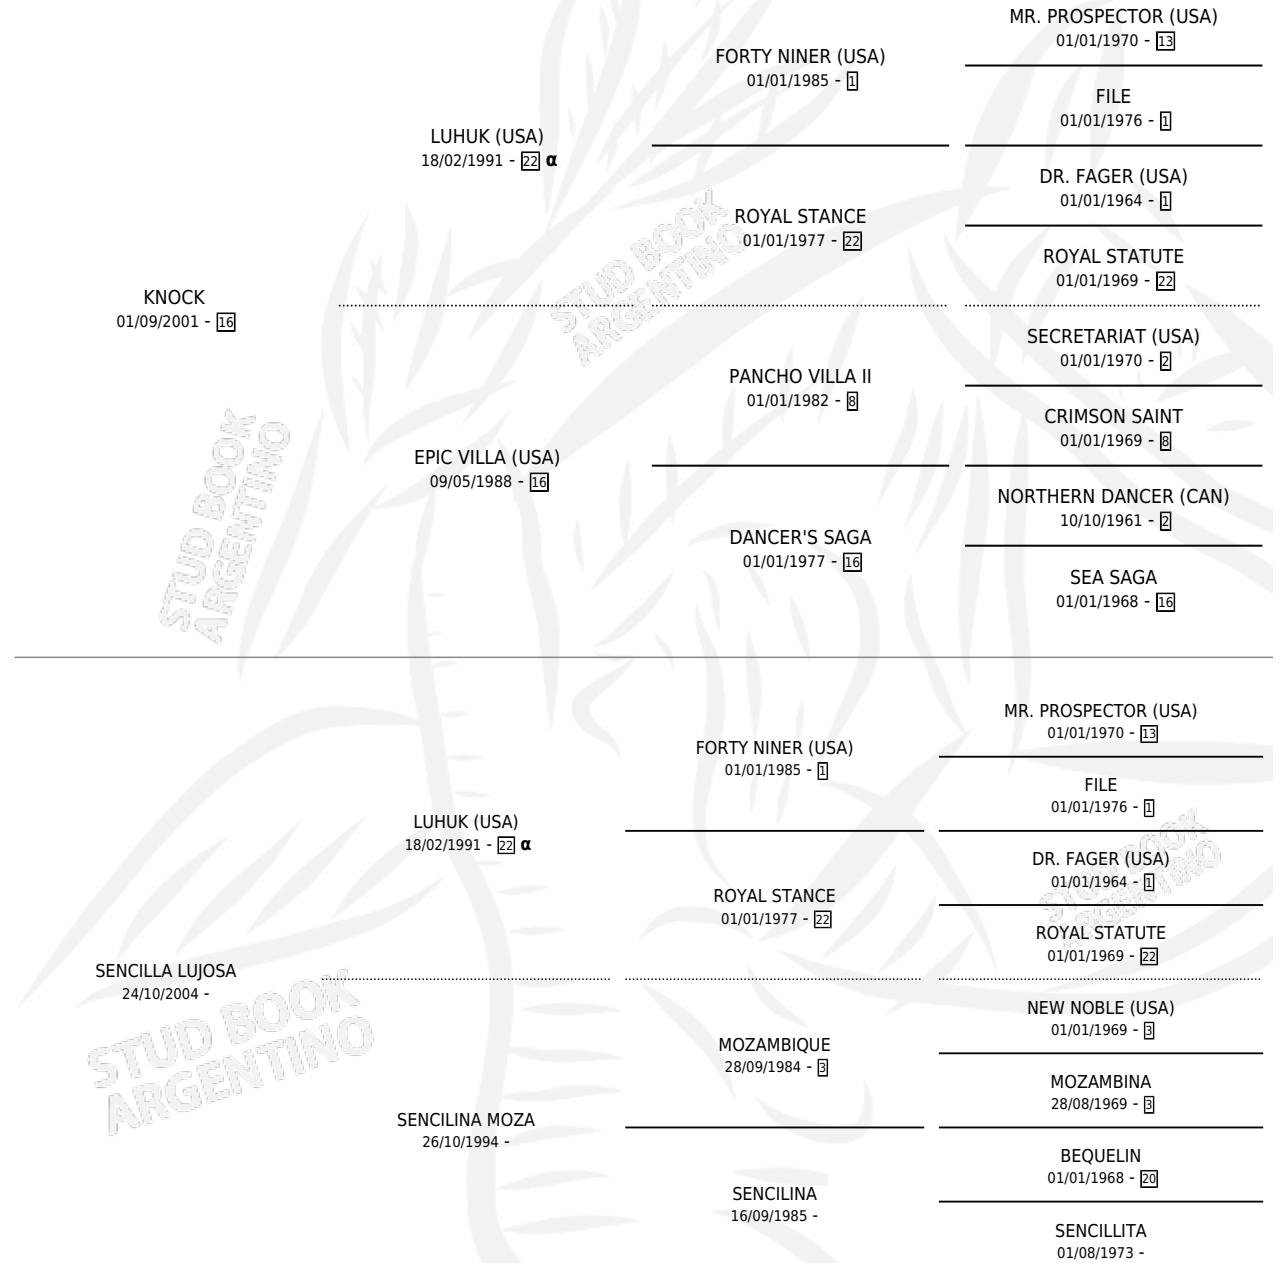 MR. PROSPECTOR (USA)
01/01/1970 - 13
FORTY NINER (USA)
01/01/1985 - 1
FILE
01/01/1976 - 1
LUHUK (USA)
18/02/1991 - 22 α
DR. FAGER (USA)
01/01/1964 - 1
ROYAL STANCE
01/01/1977 - 22
ROYAL STATUTE
01/01/1969 - 22
KNOCK
01/09/2001 - 16
SECRETARIAT (USA)
01/01/1970 - 2
PANCHO VILLA II
01/01/1982 - 8
CRIMSON SAINT
01/01/1969 - 8
EPIC VILLA (USA)
09/05/1988 - 16
NORTHERN DANCER (CAN)
10/10/1961 - 2
DANCER'S SAGA
01/01/1977 - 16
SEA SAGA
01/01/1968 - 16
STUD BOOK
ARGENTINO
STUD BOOK
ARGENTINO
MR. PROSPECTOR (USA)
01/01/1970 - 13
FORTY NINER (USA)
01/01/1985 - 1
FILE
01/01/1976 - 1
LUHUK (USA)
18/02/1991 - 22 α
DR. FAGER (USA)
01/01/1964 - 1
ROYAL STANCE
01/01/1977 - 22
ROYAL STATUTE
01/01/1969 - 22
SENCILLA LUJOSA
24/10/2004 -
NEW NOBLE (USA)
01/01/1969 - 3
MOZAMBIQUE
28/09/1984 - 3
MOZAMBINA
28/08/1969 - 3
SENCILINA MOZA
26/10/1994 -
BEQUELIN
01/01/1968 - 20
SENCILINA
16/09/1985 -
SENCILLITA
01/08/1973 -
STUD BOOK
ARGENTINO
STUD BOOK
ARGENTINO